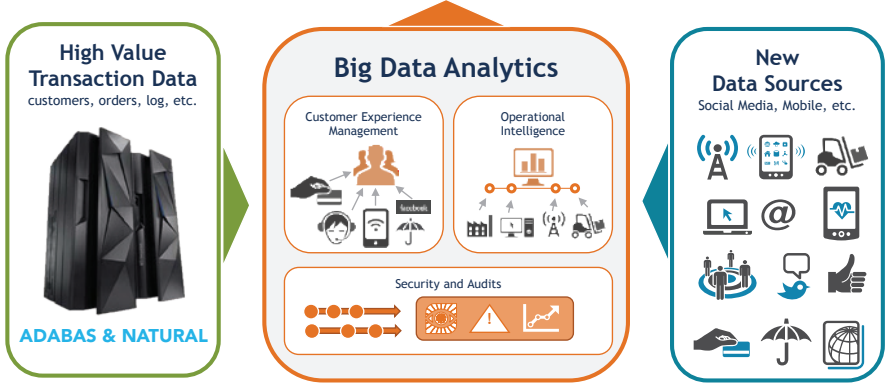 High Value
Transaction Data
customers, orders, log, etc.
ADABAS & NATURAL
Big Data Analytics
Customer Experience
Management
facebook
Operational
Intelligence
Security and Audits
!
New
Data Sources
Social Media, Mobile, etc.
@